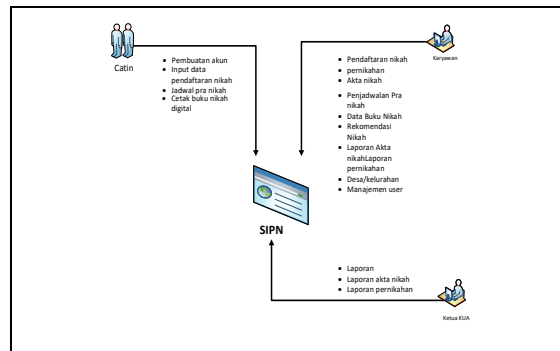 Catin
• Pembuatan akun
• Input data
pendaftaran nikah
• Jadwal pra nikah
• Cetak buku nikah
digital
Karyawan
• Pendaftaran nikah
• pernikahan
• Akta nikah
• Penjadwalan Pra
nikah
• Data Buku Nikah
• Rekomendasi
Nikah
• Laporan Akta
nikahLaporan
pernikahan
• Desa/kelurahan
• Manajemen user
SIPN
• Laporan
• Laporan akta nikah
• Laporan pernikahan
Ketua KUA